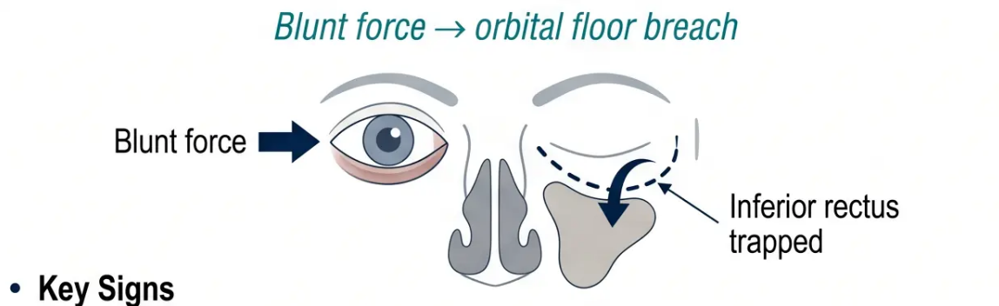 Blunt force → orbital floor breach
Blunt force
Inferior rectus
trapped
• Key Signs